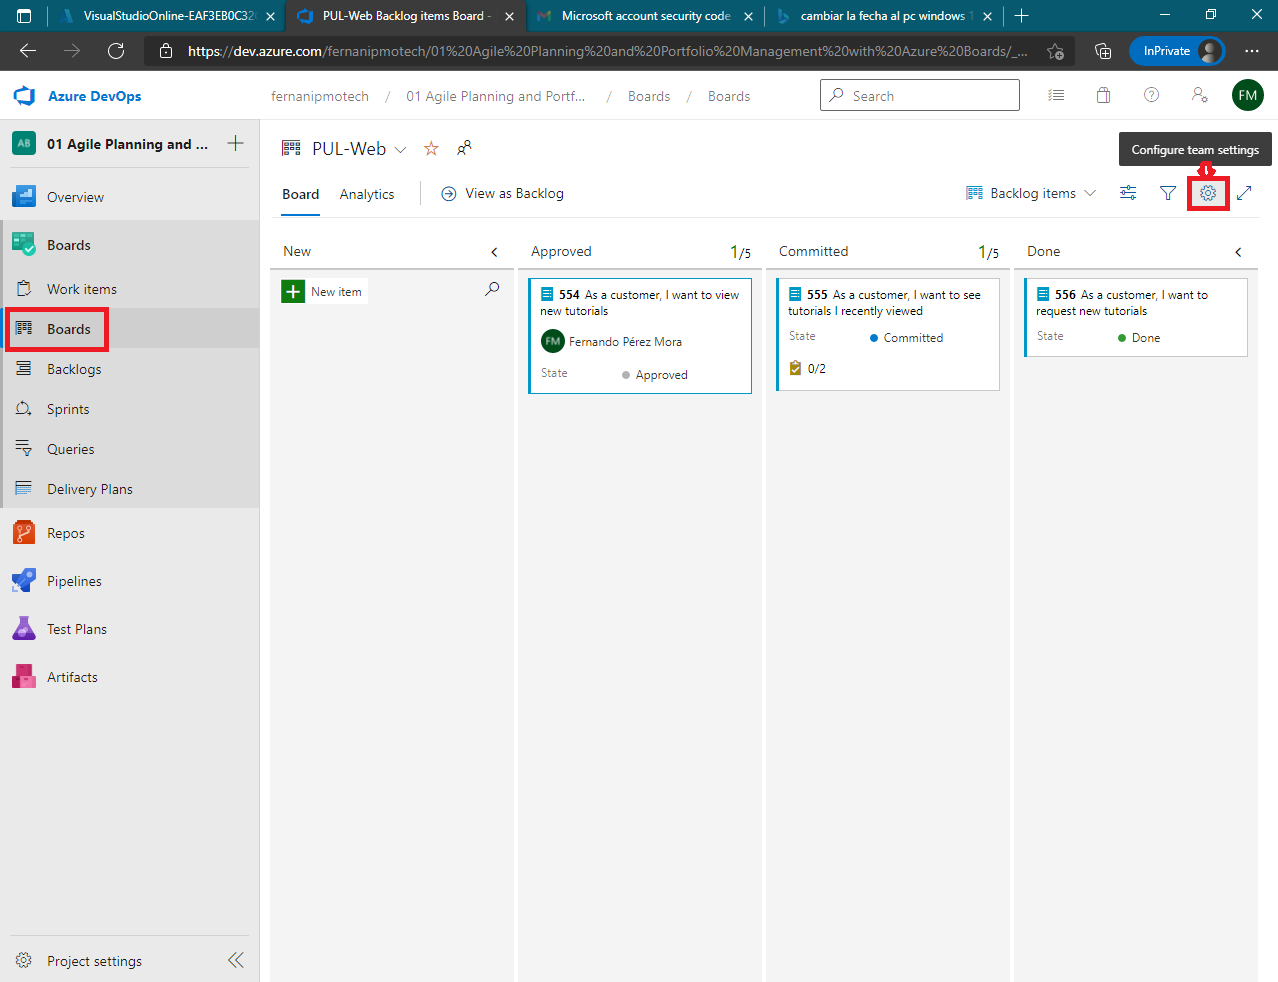 VisualStudioOnline-EAF3EB0C32
PUL-Web Backlog items Board -
Microsoft account security code
cambiar la fecha al pc windows 1
https://dev.azure.com/fernanipmotech/01%20Agile%20Planning%20and%20Portfolio%20Management%20with%20Azure%20Boards/_...
InPrivate
Azure DevOps
fernanipmotech / 01 Agile Planning and Portf... / Boards / Boards
Search
FM
AB 01 Agile Planning and ...
PUL-Web
Configure team settings
Overview
Board
Analytics
View as Backlog
Backlog items
Boards
New
Approved 1/5
Committed 1/5
Done
Work items
New item
554 As a customer, I want to view
new tutorials
FM Fernando Pérez Mora
State Approved
555 As a customer, I want to see
tutorials I recently viewed
State Committed
0/2
556 As a customer, I want to
request new tutorials
State Done
Boards
Backlogs
Sprints
Queries
Delivery Plans
Repos
Pipelines
Test Plans
Artifacts
Project settings